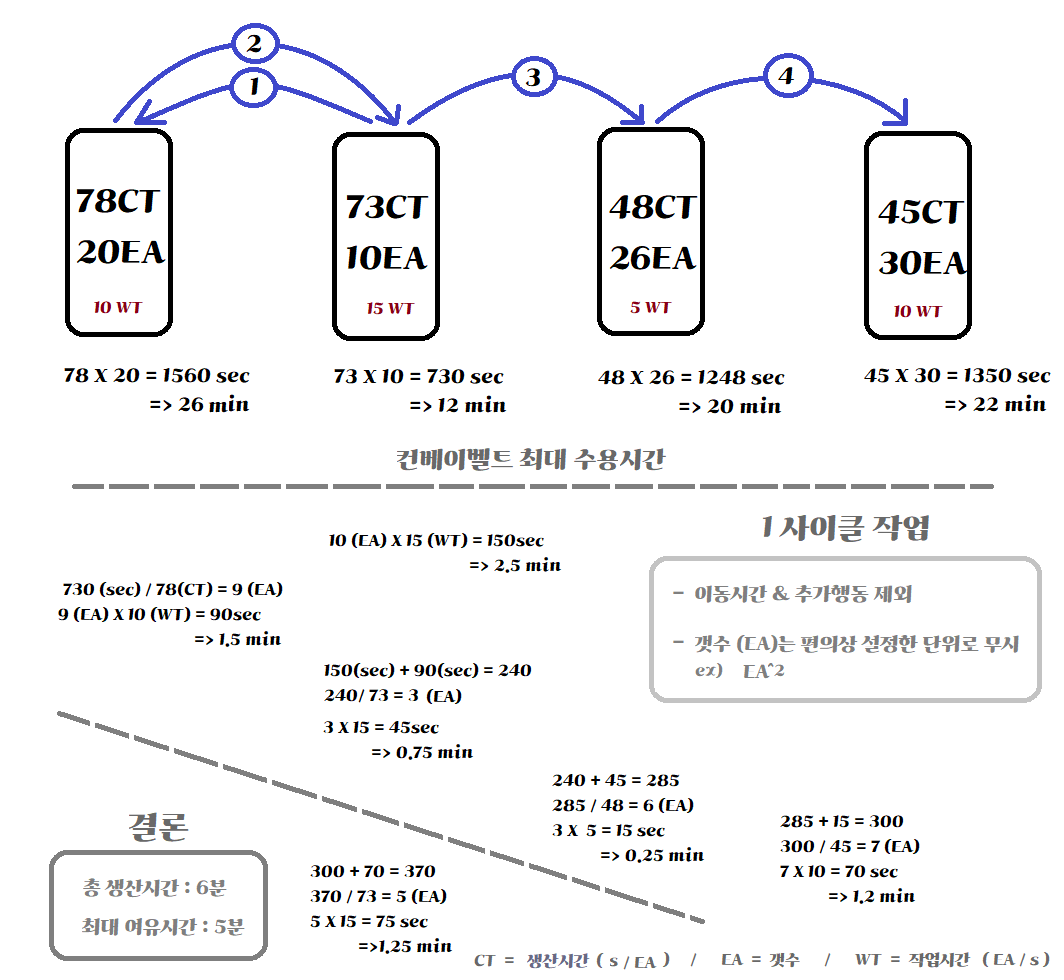 2
1
3
4
78CT
20EA
10 WT
73CT
10EA
15 WT
48CT
26EA
5 WT
45CT
30EA
10 WT
78 X 20 = 1560 sec
=> 26 min
73 X 10 = 730 sec
=> 12 min
48 X 26 = 1248 sec
=> 20 min
45 X 30 = 1350 sec
=> 22 min
컨베이벨트 최대 수용시간
1 사이클 작업
- 이동시간 & 추가행동 제외
- 갯수 (EA)는 편의상 설정한 단위로 무시
ex) EA^2
10 (EA) X 15 (WT) = 150sec
=> 2.5 min
730 (sec) / 78(CT) = 9 (EA)
9 (EA) X 10 (WT) = 90sec
=> 1.5 min
150(sec) + 90(sec) = 240
240/ 73 = 3 (EA)
3 X 15 = 45sec
=> 0.75 min
240 + 45 = 285
285 / 48 = 6 (EA)
3 X 5 = 15 sec
=> 0.25 min
285 + 15 = 300
300 / 45 = 7 (EA)
7 X 10 = 70 sec
=> 1.2 min
300 + 70 = 370
370 / 73 = 5 (EA)
5 X 15 = 75 sec
=>1.25 min
결론
총 생산시간 : 6분
최대 여유시간 : 5분
CT = 생산시간 ( s / EA ) / EA = 갯수 / WT = 작업시간 ( EA / s )